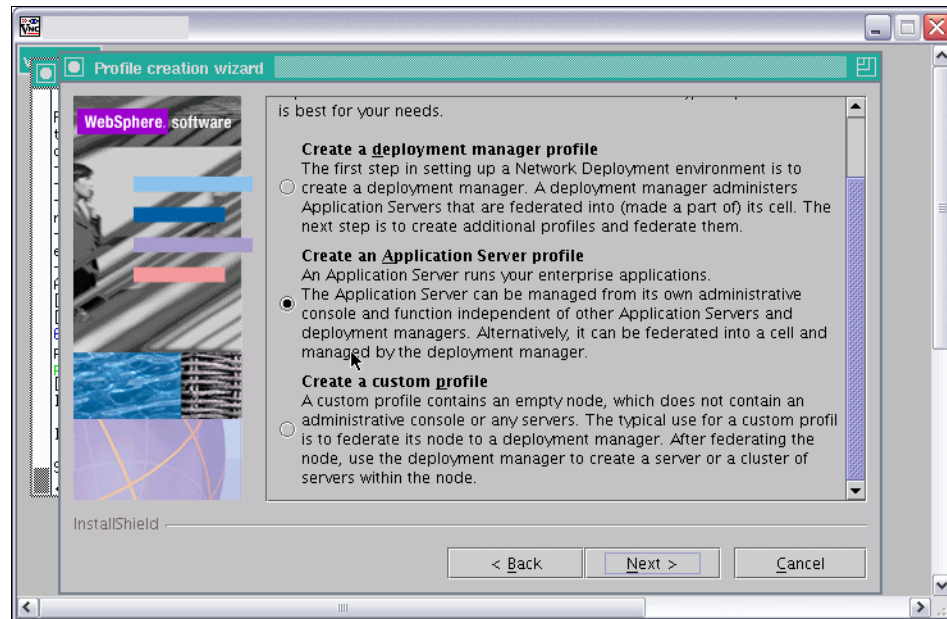 VNC
Profile creation wizard
WebSphere. software
is best for your needs.
Create a deployment manager profile
The first step in setting up a Network Deployment environment is to
create a deployment manager. A deployment manager administers
Application Servers that are federated into (made a part of) its cell. The
next step is to create additional profiles and federate them.
Create an Application Server profile
An Application Server runs your enterprise applications.
The Application Server can be managed from its own administrative
console and function independent of other Application Servers and
deployment managers. Alternatively, it can be federated into a cell and
managed by the deployment manager.
Create a custom profile
A custom profile contains an empty node, which does not contain an
administrative console or any servers. The typical use for a custom profil
is to federate its node to a deployment manager. After federating the
node, use the deployment manager to create a server or a cluster of
servers within the node.
InstallShield
< Back
Next >
Cancel